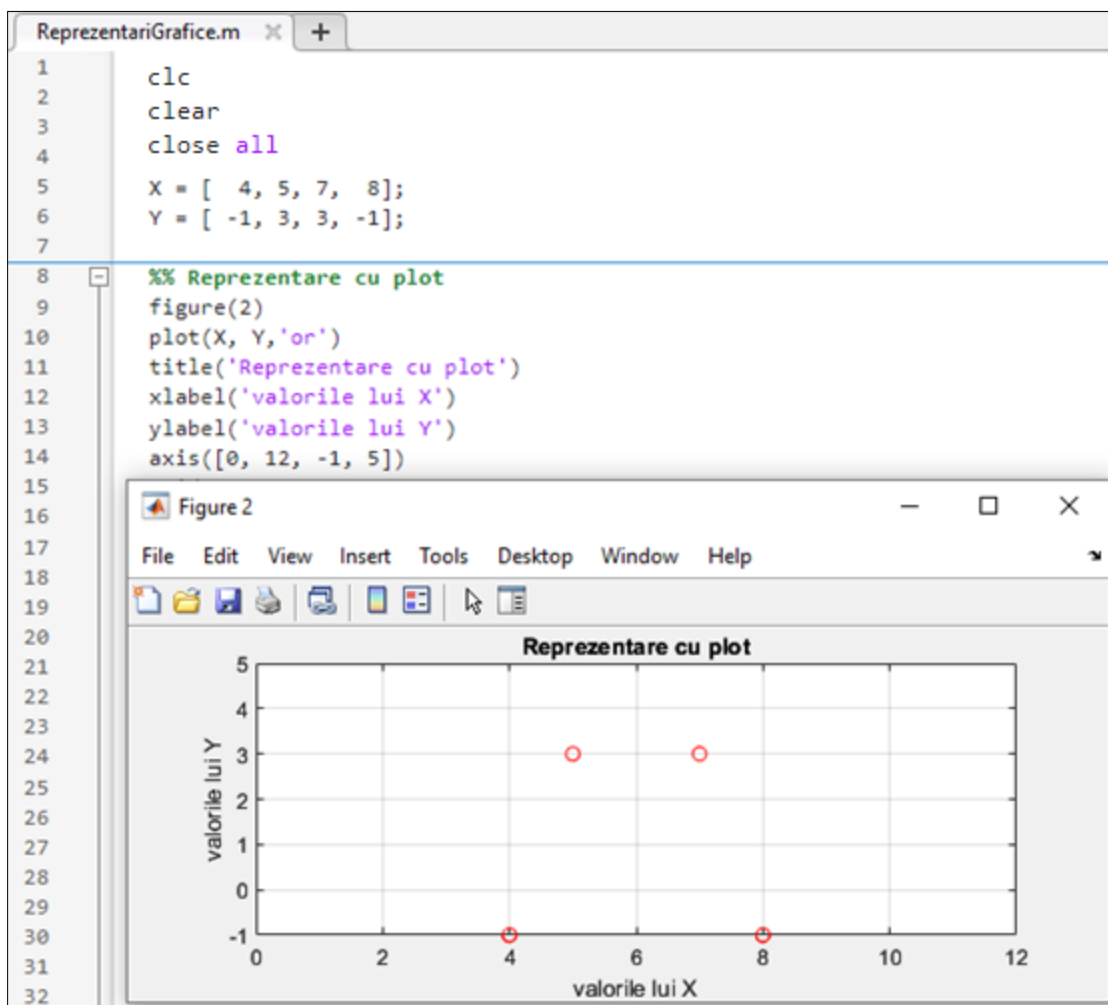 ReprezentariGrafice.m
1 clc
2 clear
3 close all
4
5 X = [  4, 5, 7,  8];
6 Y = [ -1, 3, 3, -1];
7
8 %% Reprezentare cu plot
9 figure(2)
10 plot(X, Y,'or')
11 title('Reprezentare cu plot')
12 xlabel('valorile lui X')
13 ylabel('valorile lui Y')
14 axis([0, 12, -1, 5])
15
16
17
18
19
20
21
22
23
24
25
26
27
28
29
30
31
32
Figure 2
File Edit View Insert Tools Desktop Window Help
Reprezentare cu plot
valorile lui Y
5
4
3
2
1
0
-1
0 2 4 6 8 10 12
valorile lui X